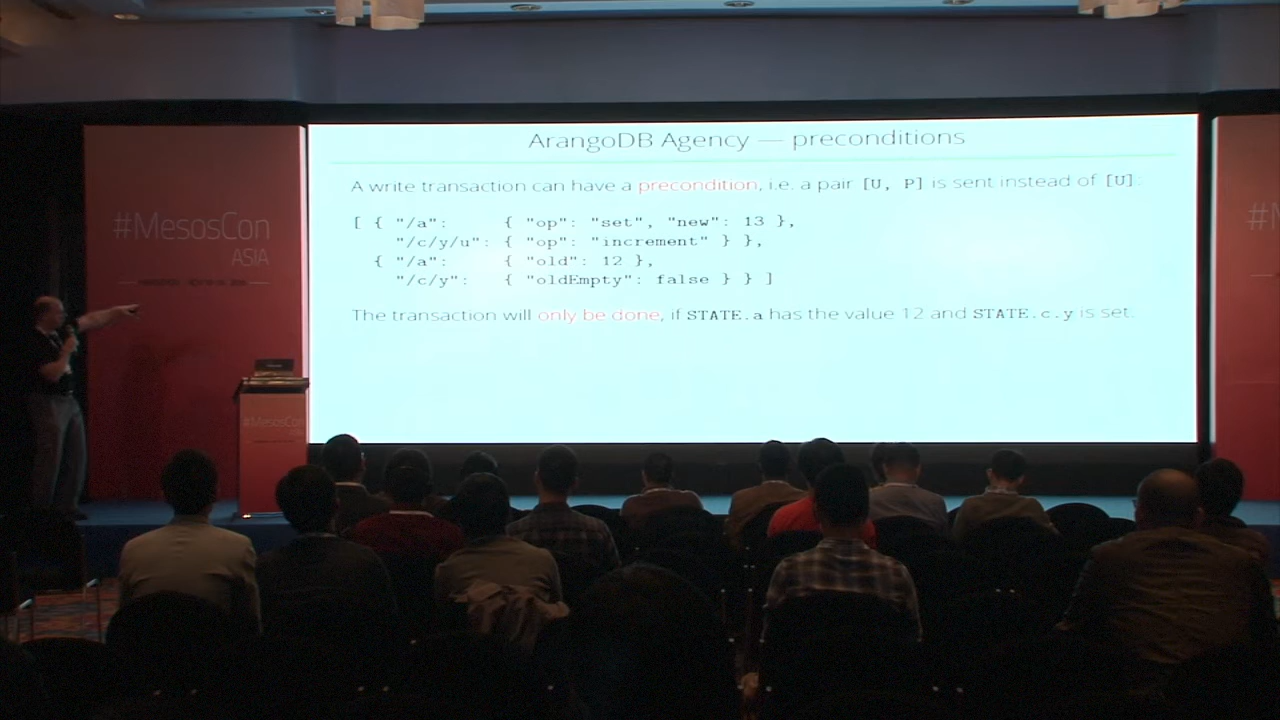 ArangoDB Agency — preconditions
A write transaction can have a precondition, i.e. a pair [U, P] is sent instead of [U]:
[ { "/a": { "op": "set", "new": 13 },
"/c/y/u": { "op": "increment" } },
{ "/a": { "old": 12 },
"/c/y": { "oldEmpty": false } } ]
The transaction will only be done, if STATE.a has the value 12 and STATE.c.y is set.
#MesosCon
ASIA
#MesosCon
#M